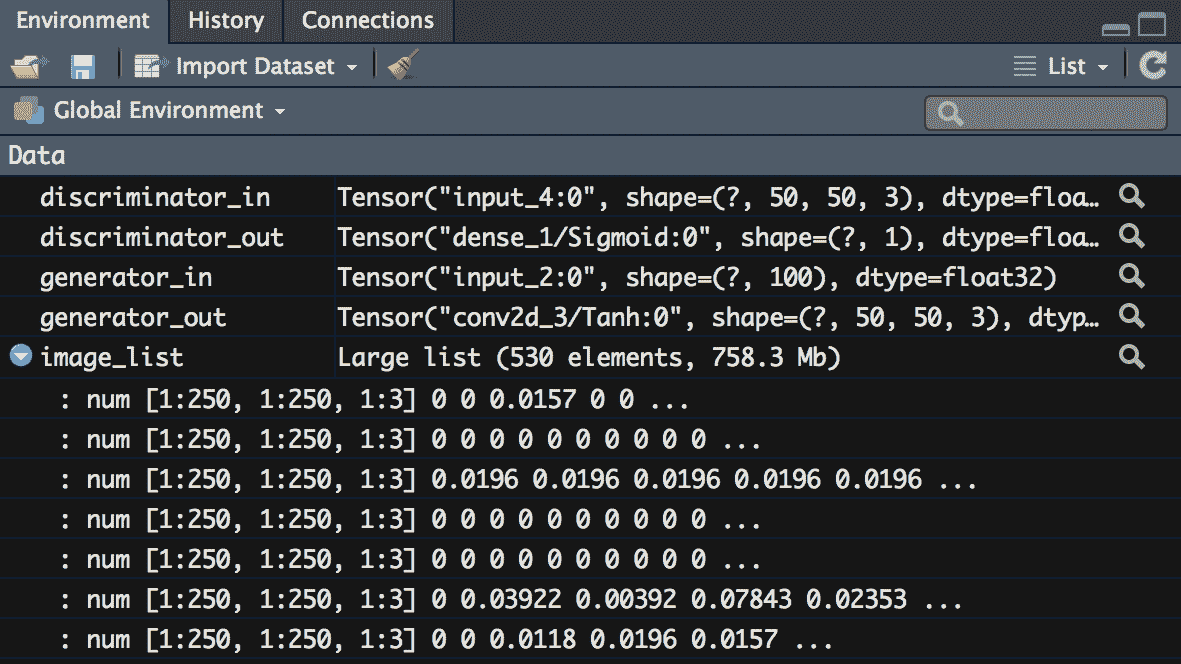 Environment History Connections
Import Dataset List
Global Environment
Data
discriminator_in Tensor("input_4:0", shape=(?, 50, 50, 3), dtype=floa…
discriminator_out Tensor("dense_1/Sigmoid:0", shape=(?, 1), dtype=floa…
generator_in Tensor("input_2:0", shape=(?, 100), dtype=float32)
generator_out Tensor("conv2d_3/Tanh:0", shape=(?, 50, 50, 3), dtyp…
image_list Large list (530 elements, 758.3 Mb)
: num [1:250, 1:250, 1:3] 0 0 0.0157 0 0 ...
: num [1:250, 1:250, 1:3] 0 0 0 0 0 0 0 0 0 0 ...
: num [1:250, 1:250, 1:3] 0.0196 0.0196 0.0196 0.0196 0.0196 ...
: num [1:250, 1:250, 1:3] 0 0 0 0 0 0 0 0 0 0 ...
: num [1:250, 1:250, 1:3] 0 0 0 0 0 0 0 0 0 0 ...
: num [1:250, 1:250, 1:3] 0 0.03922 0.00392 0.07843 0.02353 ...
: num [1:250, 1:250, 1:3] 0 0 0.0118 0.0196 0.0157 ...